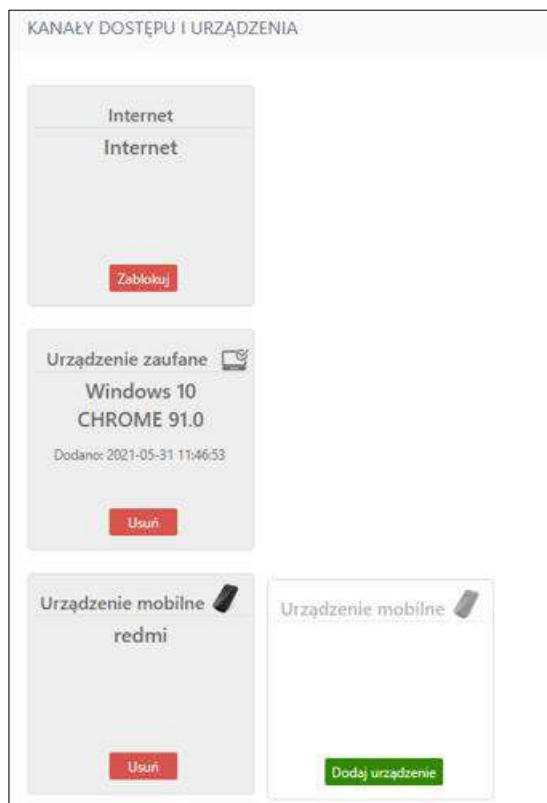 KANAŁY DOSTĘPU I URZĄDZENIA
Internet
Internet
Zablokuj
Urządzenie zaufane
Windows 10
CHROME 91.0
Dodano: 2021-05-31 11:46:53
Usuń
Urządzenie mobilne
redmi
Usuń
Urządzenie mobilne
Dodaj urządzenie